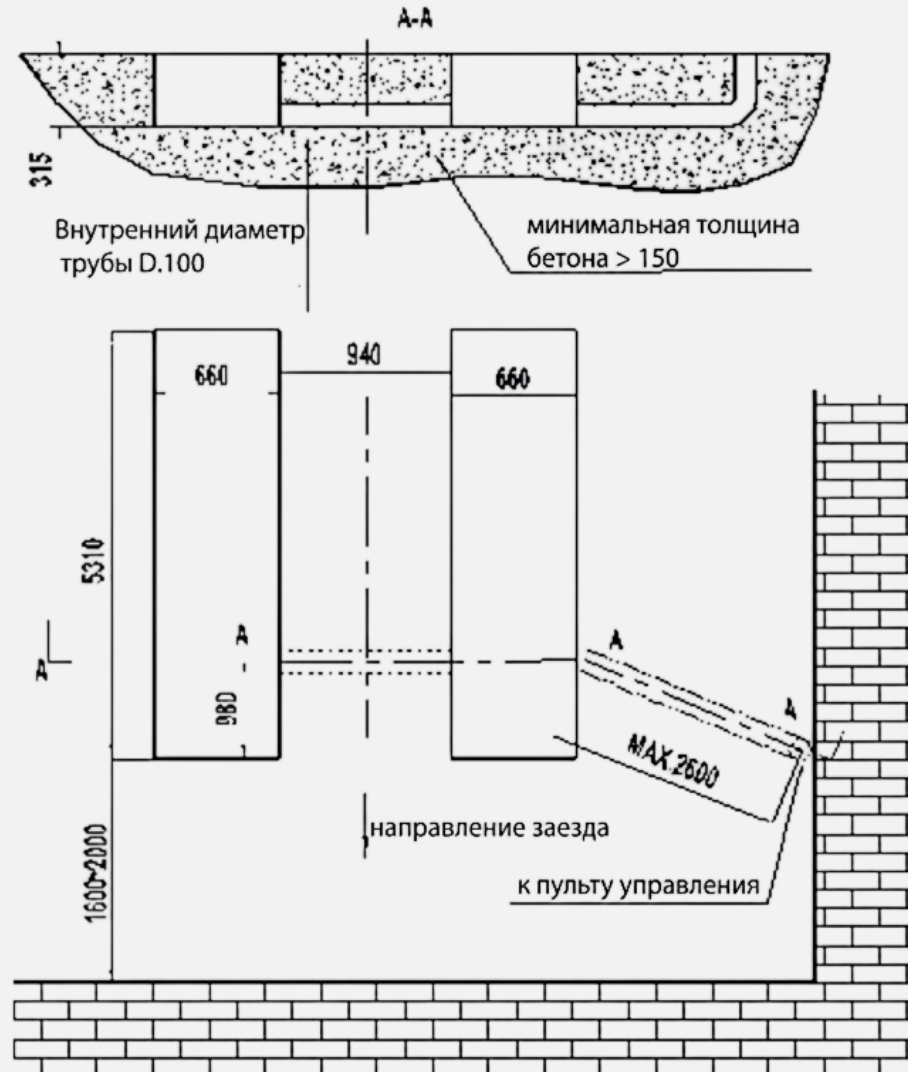 A-A
315
Внутренний диаметр
трубы D.100
минимальная толщина
бетона > 150
940
660
660
5310
A
A
A
980
A
MAX.2600
направление заезда
1600~2000
к пульту управления